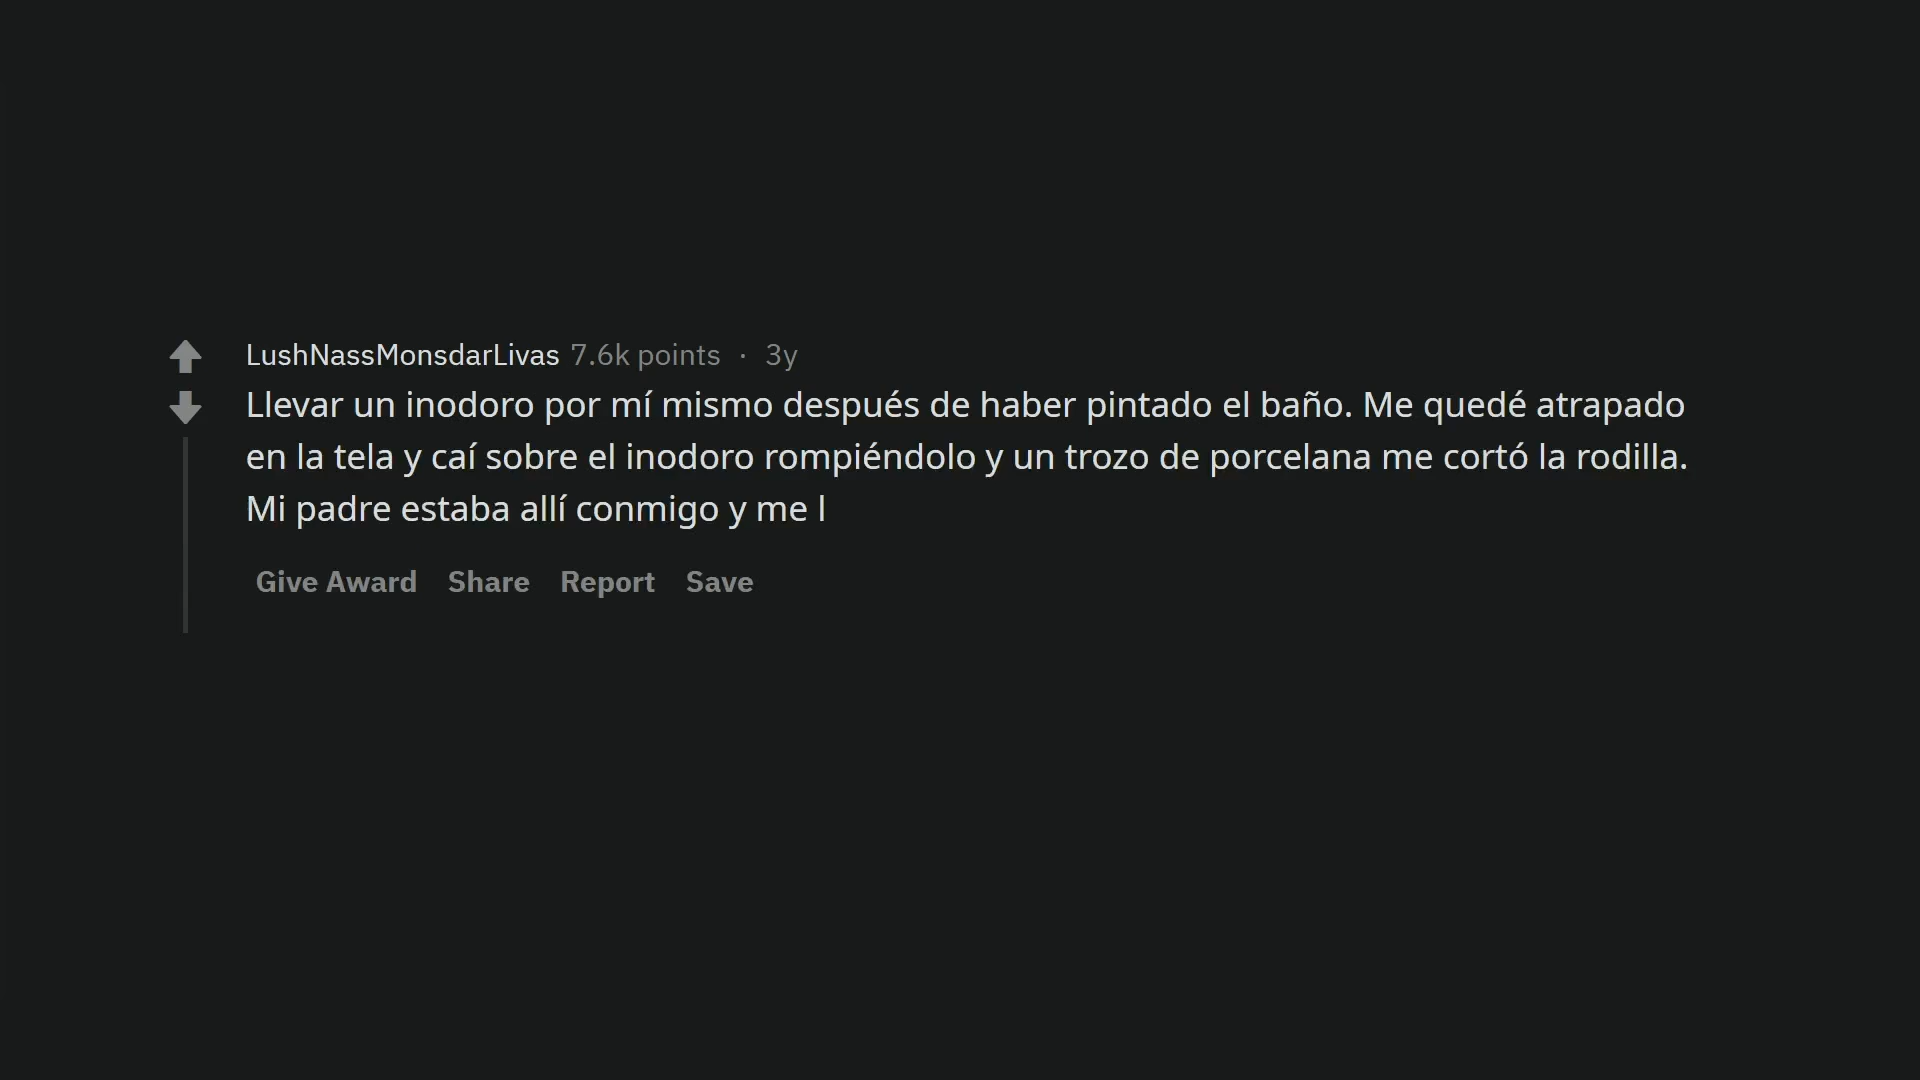 LushNassMonsdarLivas 7.6k points · 3y
Llevar un inodoro por mí mismo después de haber pintado el baño. Me quedé atrapado
en la tela y caí sobre el inodoro rompiéndolo y un trozo de porcelana me cortó la rodilla.
Mi padre estaba allí conmigo y me l
Give Award Share Report Save